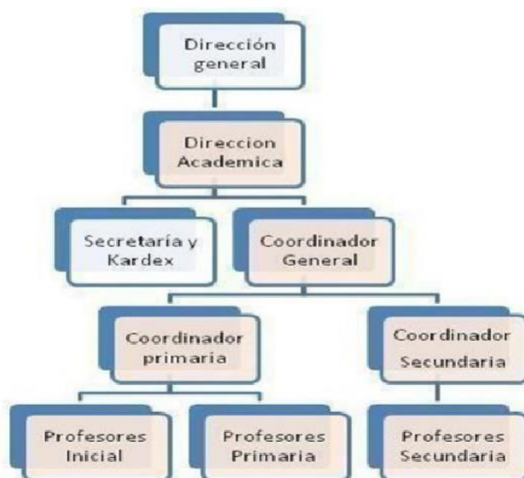 Dirección
general
Direccion
Academica
Secretaría y
Kardex
Coordinador
General
Coordinador
primaria
Coordinador
Secundaria
Profesores
Inicial
Profesores
Primaria
Profesores
Secundaria